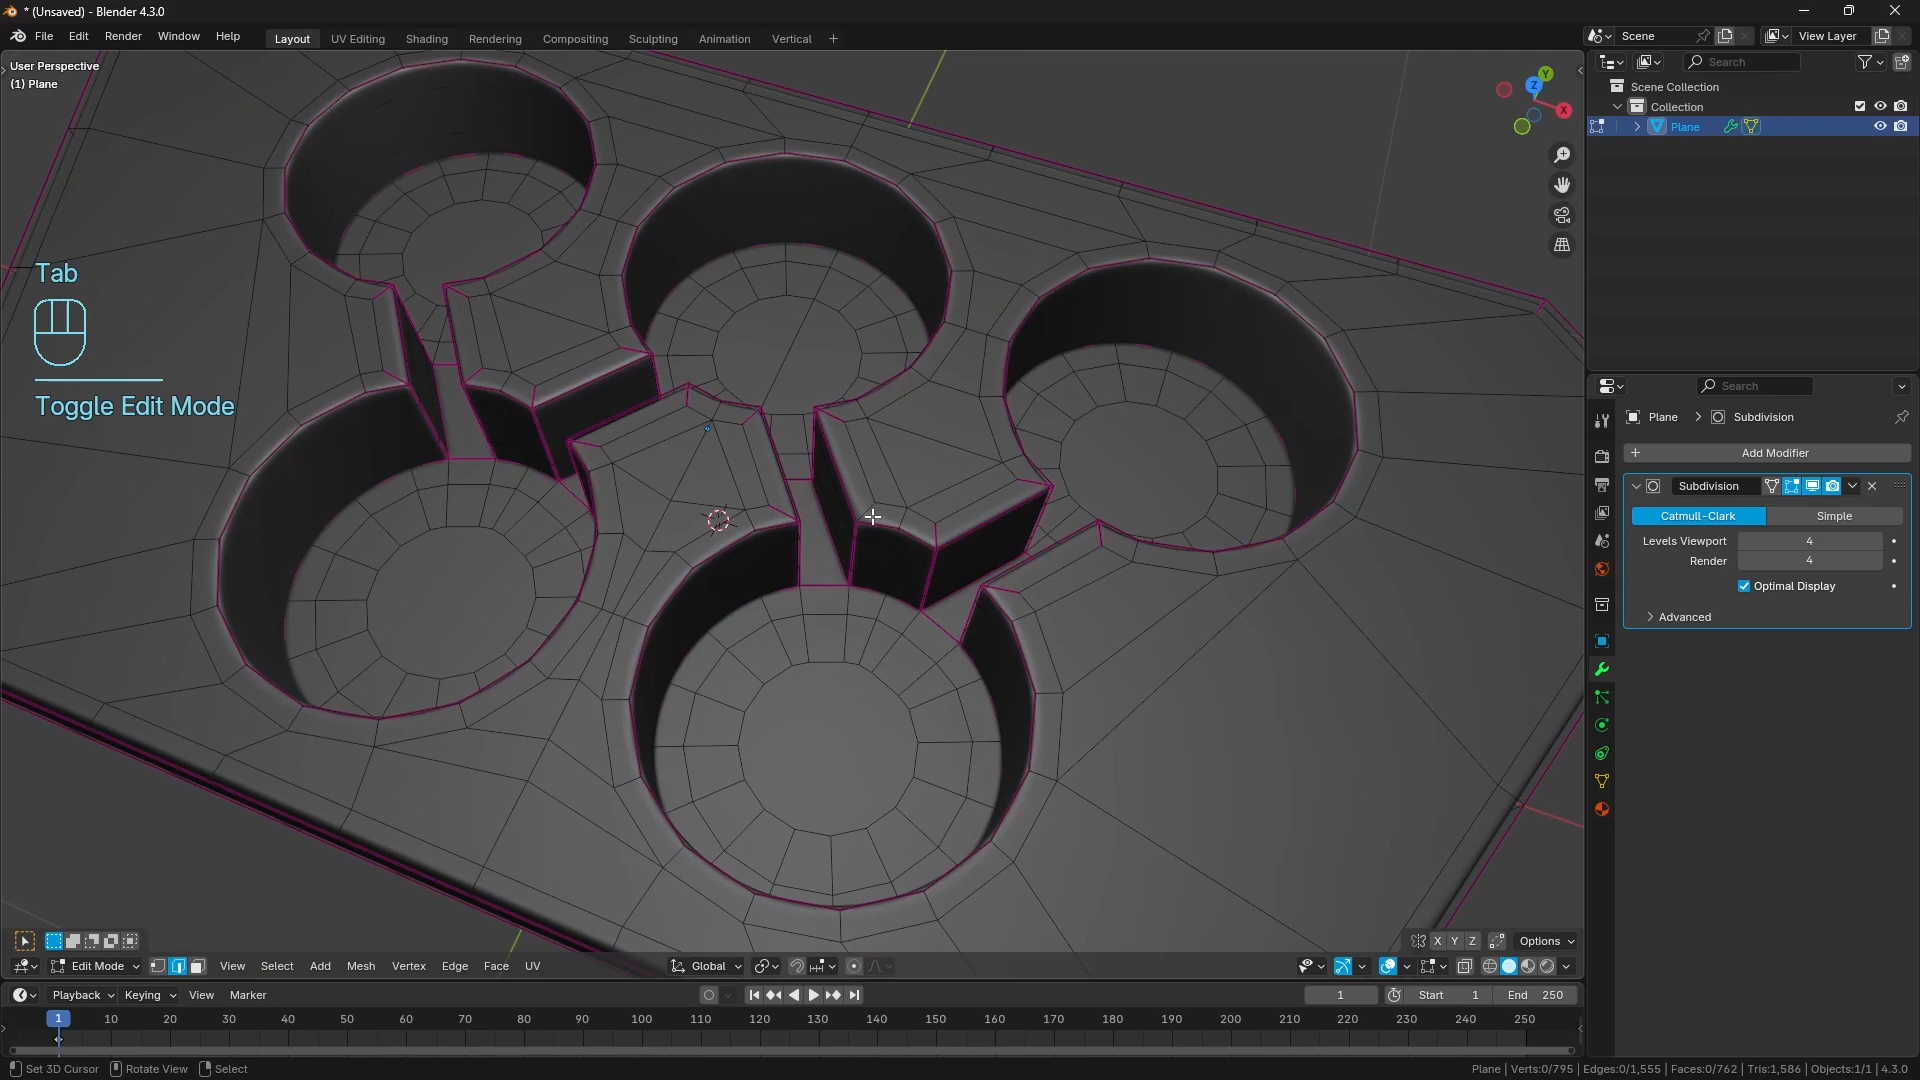 * (Unsaved) - Blender 4.3.0
File Edit Render Window Help Layout UV Editing Shading Sculpting Rendering Compositing Sculpting Animation Vertical + Scene View Layer
User Perspective
(1) Plane
Z
Y
X
Tab
Toggle Edit Mode
Search
Scene Collection
Collection
Plane
Search
Plane > Subdivision
+ Add Modifier
Subdivision
Catmull-Clark Simple
Levels Viewport 4
Render 4
Optimal Display
Advanced
X Y Z Options
Edit Mode View Select Add Mesh Vertex Edge Face UV Global
Playback Keying View Marker 1 Start 1 End 250
1 10 20 30 40 50 60 70 80 90 100 110 120 130 140 150 160 170 180 190 200 210 220 230 240 250
Set 3D Cursor Rotate View Select Plane | Verts:0/795 | Edges:0/1,555 | Faces:0/762 | Tris:1,586 | Objects:1/1 | 4.3.0